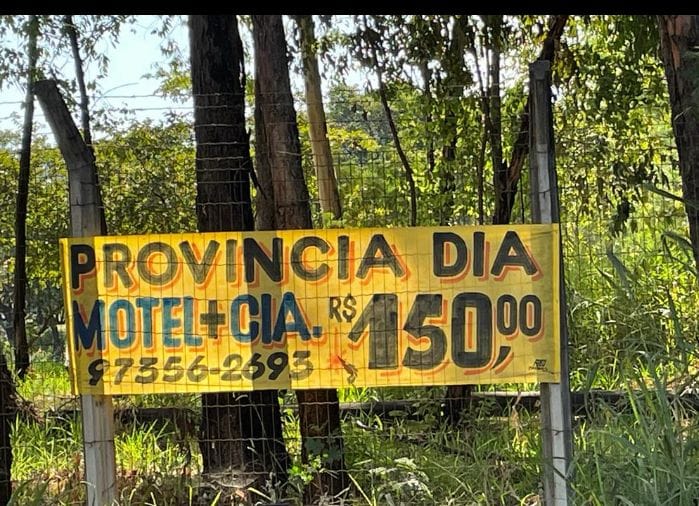 PROVINCIA DIA
MOTEL+CIA. R$ 150,00
97356-2693